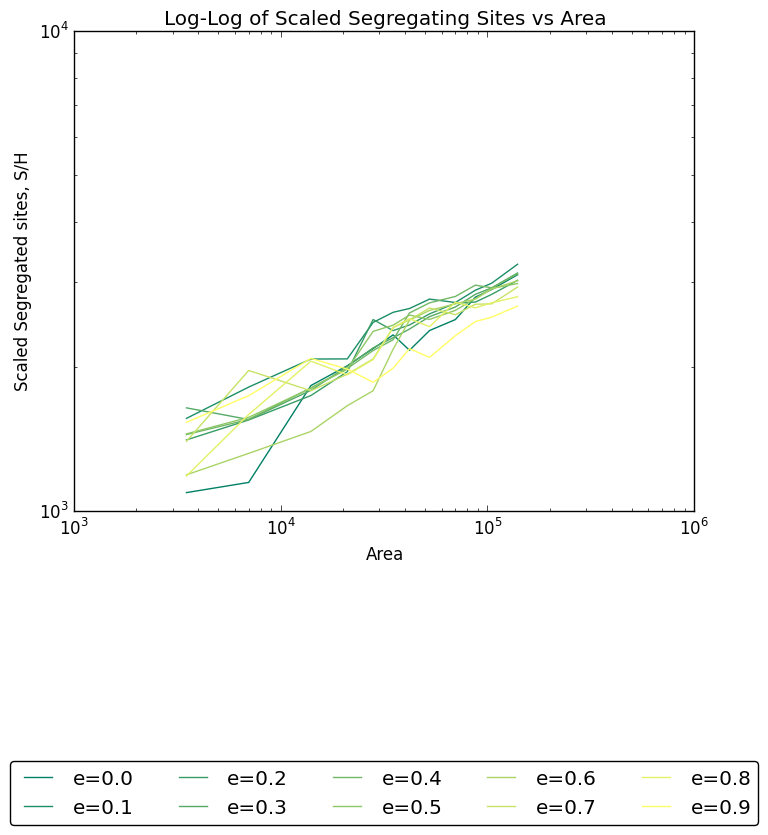 Log-Log of Scaled Segregating Sites vs Area
10^4
Scaled Segregated sites, S/H
10^3
10^3 10^4 10^5 10^6
Area
e=0.0 e=0.2 e=0.4 e=0.6 e=0.8
e=0.1 e=0.3 e=0.5 e=0.7 e=0.9